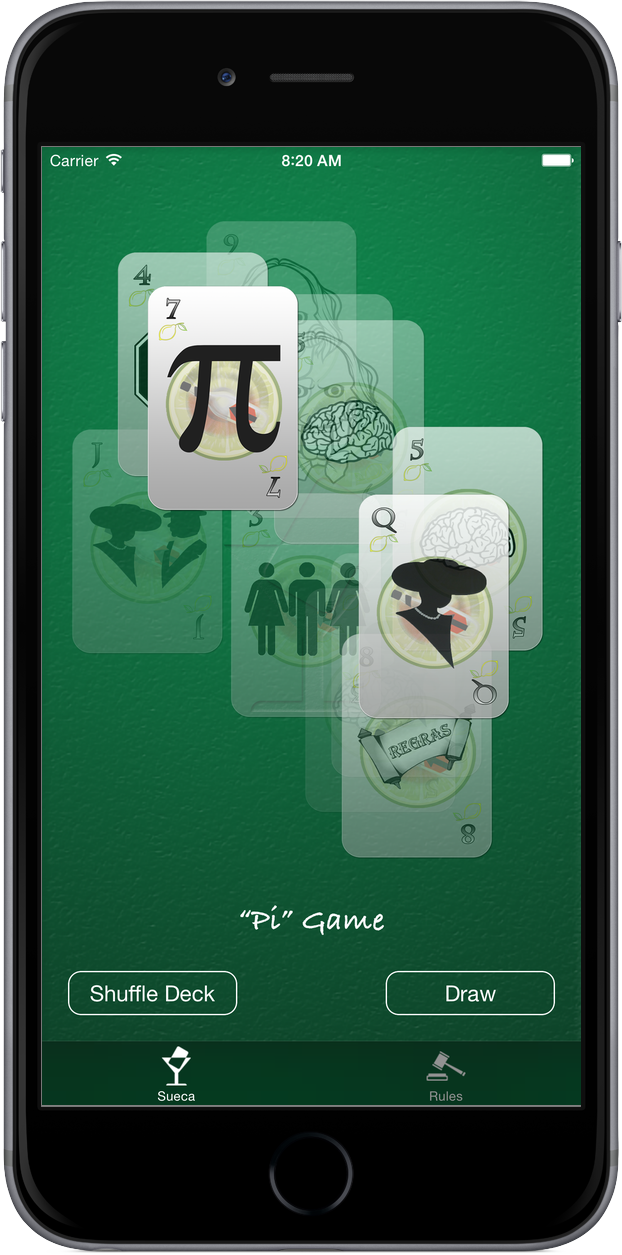 Carrier 8:20 AM
9
4
7
π
7
J
J
5
5
Q
Q
3
8
REGRAS
8
“Pi” Game
Shuffle Deck Draw
Sueca Rules